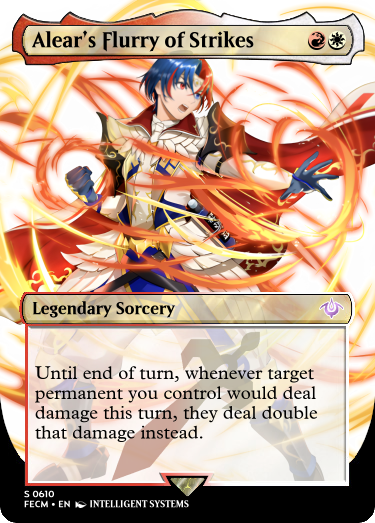 Alear's Flurry of Strikes
Legendary Sorcery
Until end of turn, whenever target
permanent you control would deal
damage this turn, they deal double
that damage instead.
S 0610
FECM • EN INTELLIGENT SYSTEMS